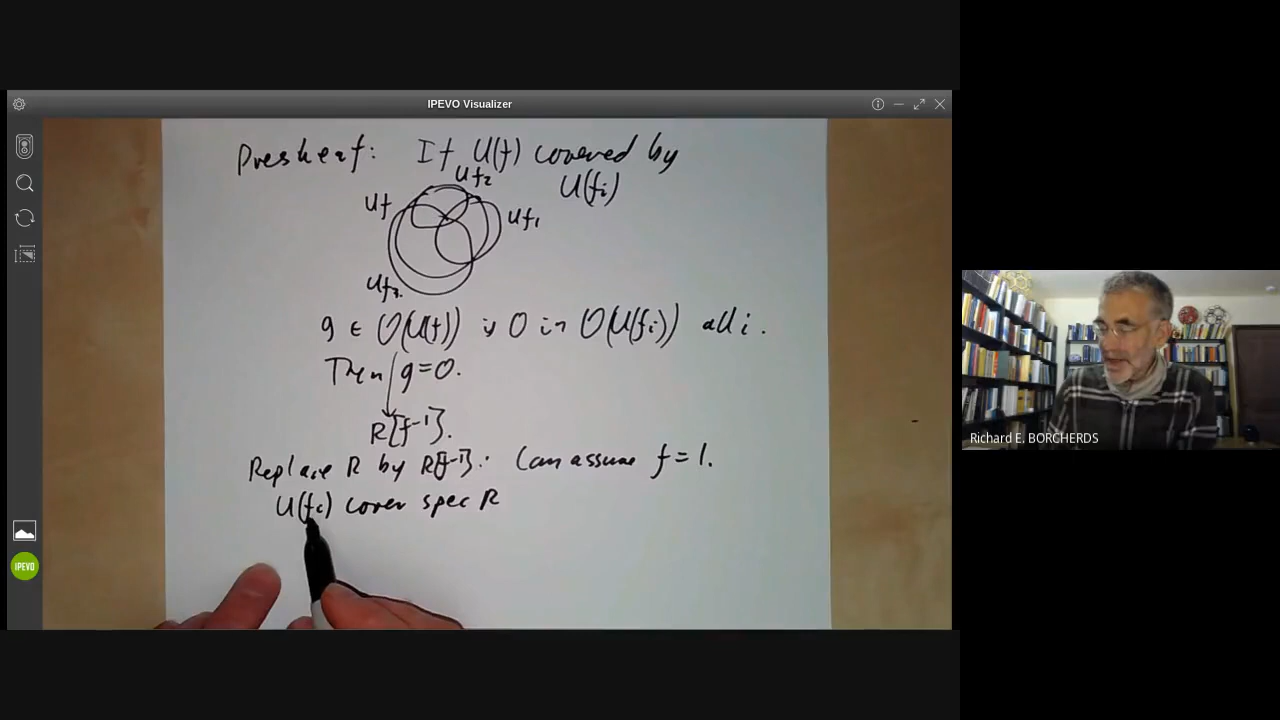 IPEVO Visualizer
Presheaf: If U(f) covered by
U(fi)
Uf2
Uf
Uf1
Uf3.
g ∈ O(U(f)) is 0 in O(U(fi)) all i.
Then g=0.
R[f-1].
Replace R by R[f-1]. Can assume f=1.
U(fi) cover spec R
Richard E. BORCHERDS
IPEVO